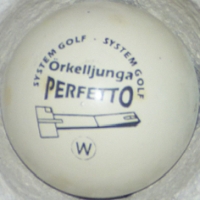 SYSTEM GOLF - SYSTEM GOLF
Örkelljunga
PERFETTO
W